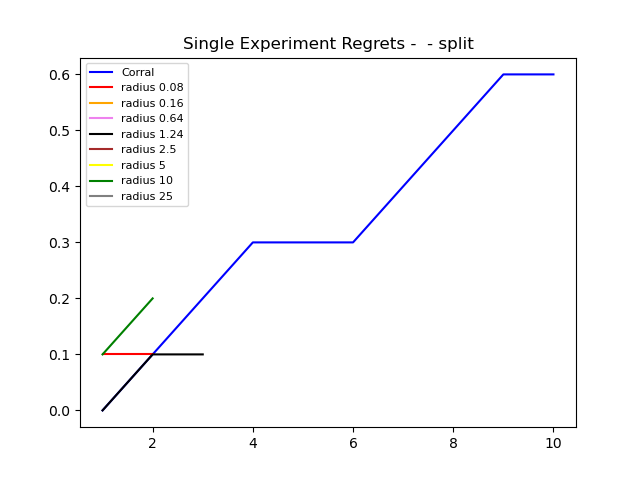 Single Experiment Regrets -  - split
Corral
radius 0.08
radius 0.16
radius 0.64
radius 1.24
radius 2.5
radius 5
radius 10
radius 25
0.6
0.5
0.4
0.3
0.2
0.1
0.0
2 4 6 8 10